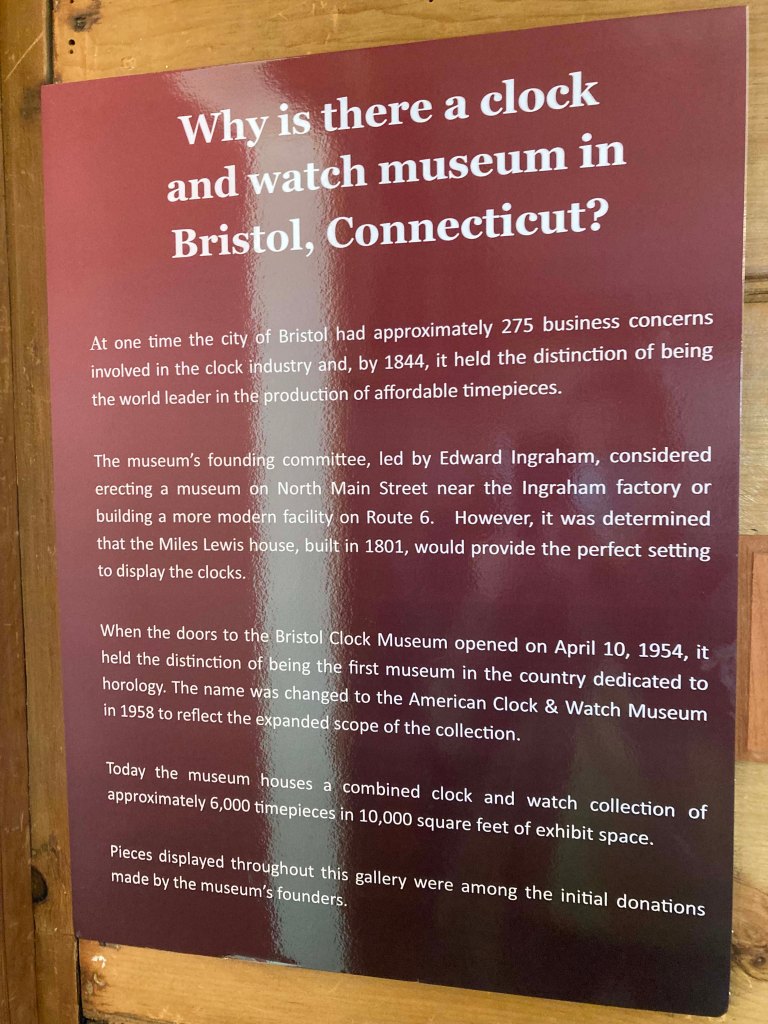 Why is there a clock
and watch museum in
Bristol, Connecticut?
At one time the city of Bristol had approximately 275 business concerns
involved in the clock industry and, by 1844, it held the distinction of being
the world leader in the production of affordable timepieces.
The museum's founding committee, led by Edward Ingraham, considered
erecting a museum on North Main Street near the Ingraham factory or
building a more modern facility on Route 6. However, it was determined
that the Miles Lewis house, built in 1801, would provide the perfect setting
to display the clocks.
When the doors to the Bristol Clock Museum opened on April 10, 1954, it
held the distinction of being the first museum in the country dedicated to
horology. The name was changed to the American Clock & Watch Museum
in 1958 to reflect the expanded scope of the collection.
Today the museum houses a combined clock and watch collection of
approximately 6,000 timepieces in 10,000 square feet of exhibit space.
Pieces displayed throughout this gallery were among the initial donations
made by the museum's founders.